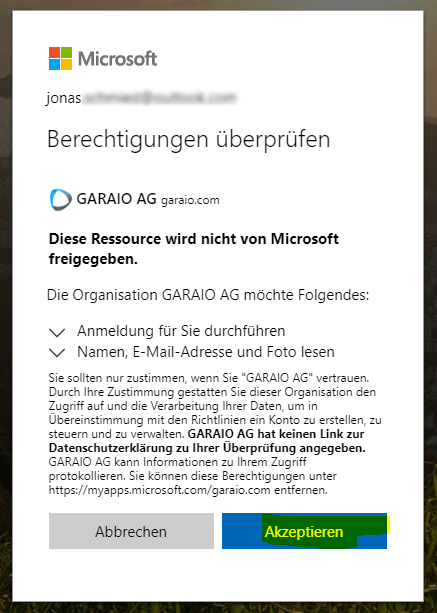 Microsoft
jonas.schmied@outlook.com
Berechtigungen überprüfen
GARAIO AG garaio.com
Diese Ressource wird nicht von Microsoft
freigegeben.
Die Organisation GARAIO AG möchte Folgendes:
Anmeldung für Sie durchführen
Namen, E-Mail-Adresse und Foto lesen
Sie sollten nur zustimmen, wenn Sie "GARAIO AG" vertrauen.
Durch Ihre Zustimmung gestatten Sie dieser Organisation den
Zugriff auf und die Verarbeitung Ihrer Daten, um in
Übereinstimmung mit den Richtlinien ein Konto zu erstellen, zu
steuern und zu verwalten. GARAIO AG hat keinen Link zur
Datenschutzerklärung zu Ihrer Überprüfung angegeben.
GARAIO AG kann Informationen zu Ihrem Zugriff
protokollieren. Sie können diese Berechtigungen unter
https://myapps.microsoft.com/garaio.com entfernen.
Abbrechen
Akzeptieren